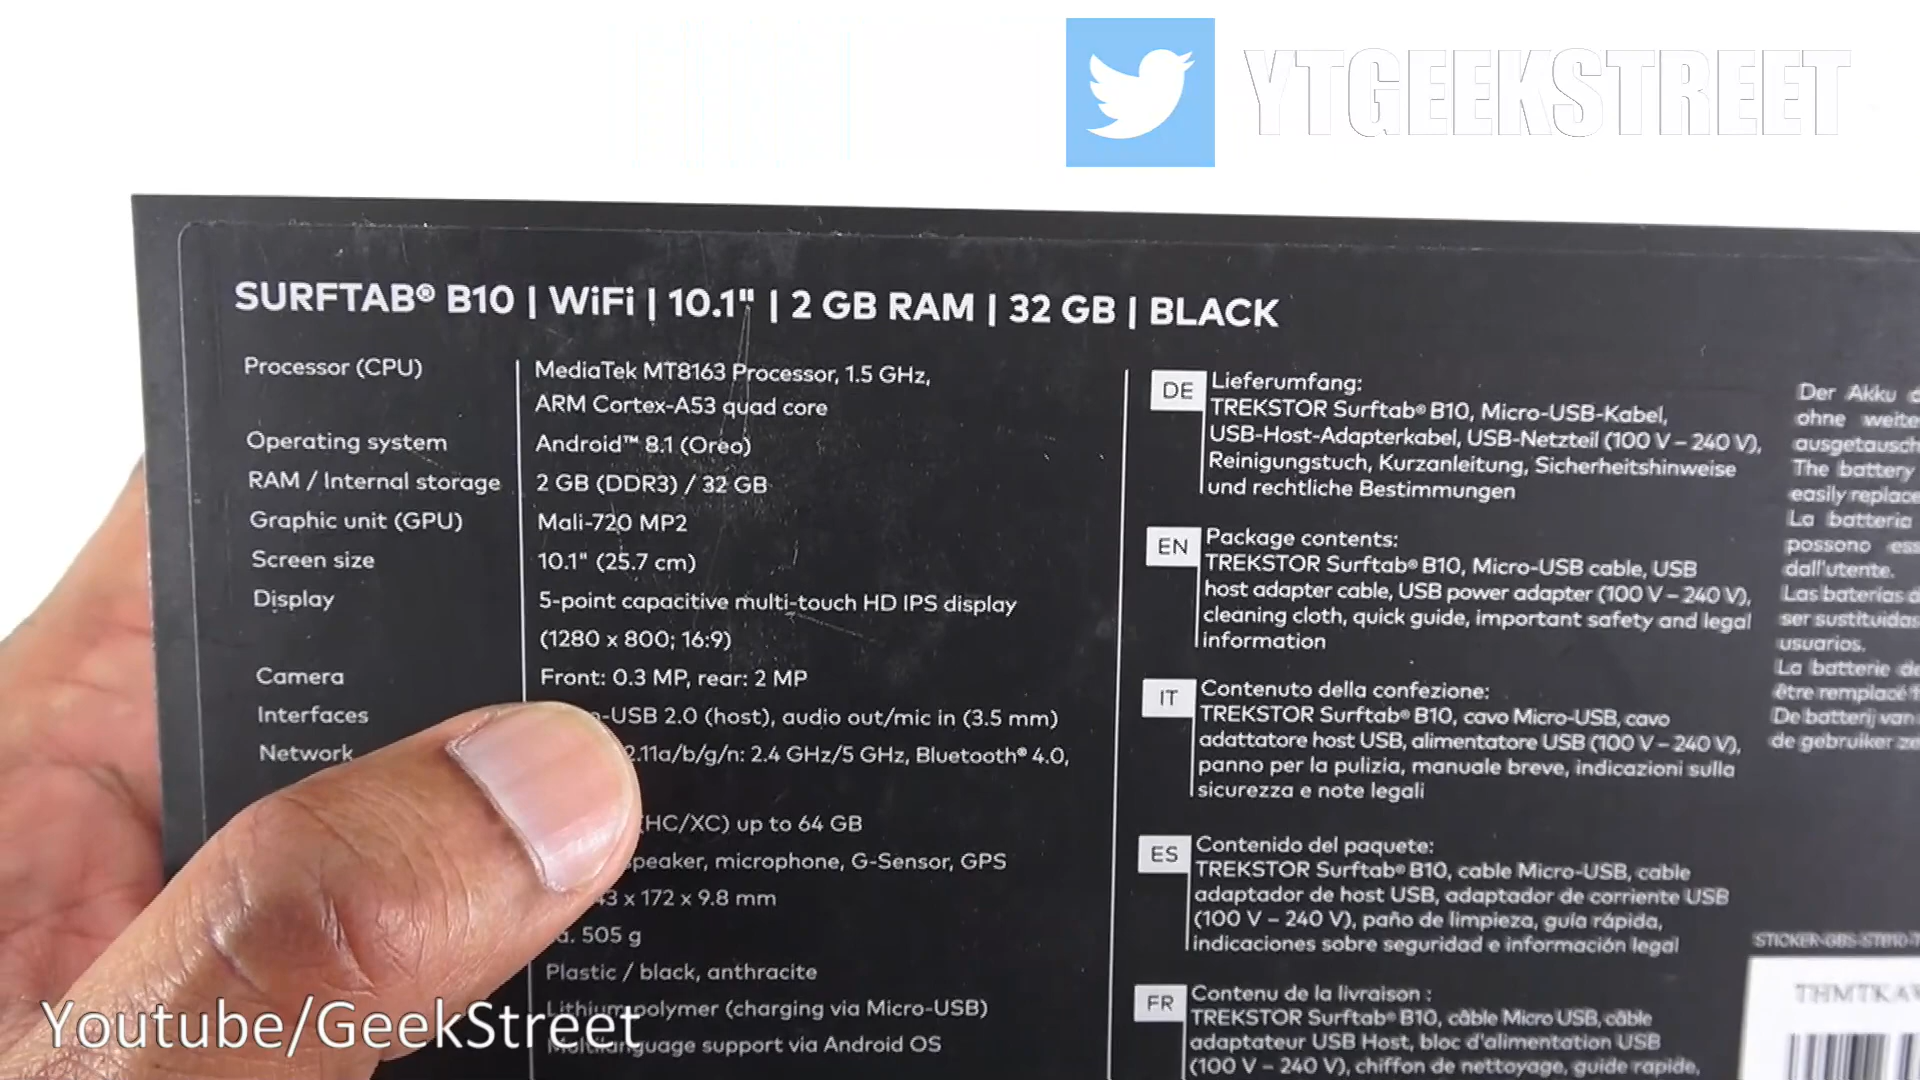 YTGEEKSTREET
SURFTAB® B10 | WiFi | 10.1" | 2 GB RAM | 32 GB | BLACK
Processor (CPU)
MediaTek MT8163 Processor, 1.5 GHz,
ARM Cortex-A53 quad core
Operating system
Android™ 8.1 (Oreo)
RAM / Internal storage
2 GB (DDR3) / 32 GB
Graphic unit (GPU)
Mali-720 MP2
Screen size
10.1" (25.7 cm)
Display
5-point capacitive multi-touch HD IPS display
(1280 x 800; 16:9)
Camera
Front: 0.3 MP, rear: 2 MP
Interfaces
-USB 2.0 (host), audio out/mic in (3.5 mm)
Network
2.11a/b/g/n: 2.4 GHz/5 GHz, Bluetooth® 4.0,
(HC/XC) up to 64 GB
speaker, microphone, G-Sensor, GPS
43 x 172 x 9.8 mm
505 g
Plastic / black, anthracite
Lithium polymer (charging via Micro-USB)
Multilanguage support via Android OS
DE
Lieferumfang:
TREKSTOR Surftab® B10, Micro-USB-Kabel,
USB-Host-Adapterkabel, USB-Netzteil (100 V – 240 V),
Reinigungstuch, Kurzanleitung, Sicherheitshinweise
und rechtliche Bestimmungen
EN
Package contents:
TREKSTOR Surftab® B10, Micro-USB cable, USB
host adapter cable, USB power adapter (100 V – 240 V),
cleaning cloth, quick guide, important safety and legal
information
IT
Contenuto della confezione:
TREKSTOR Surftab® B10, cavo Micro-USB, cavo
adattatore host USB, alimentatore USB (100 V – 240 V),
panno per la pulizia, manuale breve, indicazioni sulla
sicurezza e note legali
ES
Contenido del paquete:
TREKSTOR Surftab® B10, cable Micro-USB, cable
adaptador de host USB, adaptador de corriente USB
(100 V – 240 V), paño de limpieza, guía rápida,
indicaciones sobre seguridad e información legal
FR
Contenu de la livraison :
TREKSTOR Surftab® B10, câble Micro USB, câble
adaptateur USB Host, bloc d'alimentation USB
(100 V – 240 V), chiffon de nettoyage, guide rapide,
Der Akku d
ohne weite
ausgetausch
The battery
easily replace
La batteria
possono ess
dall'utente.
Las baterías d
ser sustituidas
usuarios.
La batterie de
être remplacé
De batterij van
de gebruiker ze
THMTKA
Youtube/GeekStreet